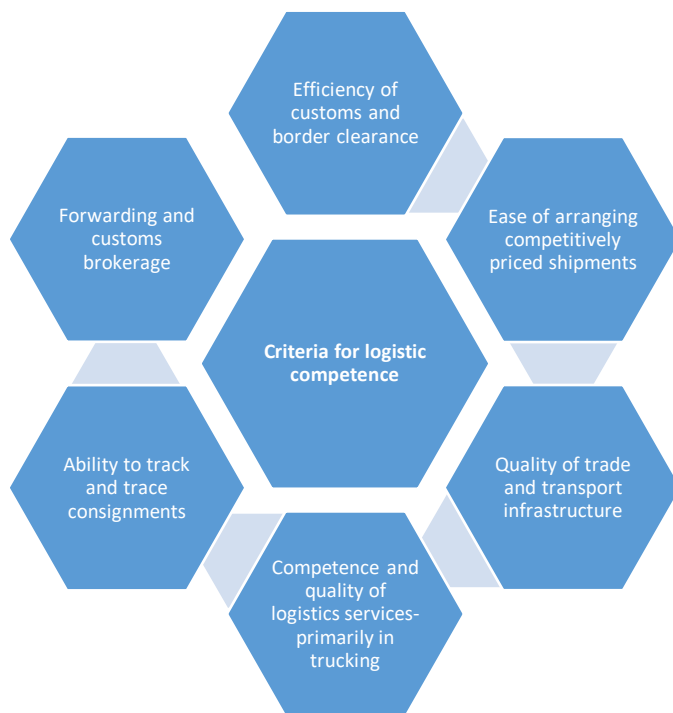 Efficiency of
customs and
border clearance
Ease of arranging
competitively
priced shipments
Quality of trade
and transport
infrastructure
Competence and
quality of
logistics services-
primarily in
trucking
Ability to track
and trace
consignments
Forwarding and
customs
brokerage
Criteria for logistic
competence